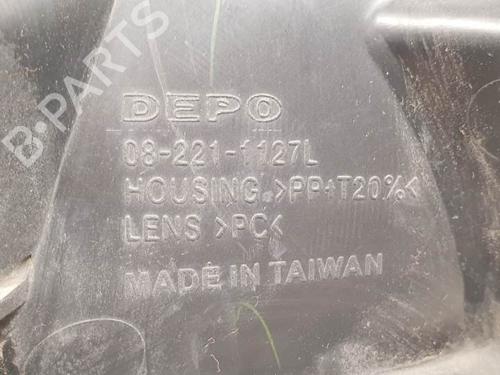 DEPO
08-221-1127L
HOUSING.>PP+T20%<
LENS >PC<
MADE IN TAIWAN
B-PARTS